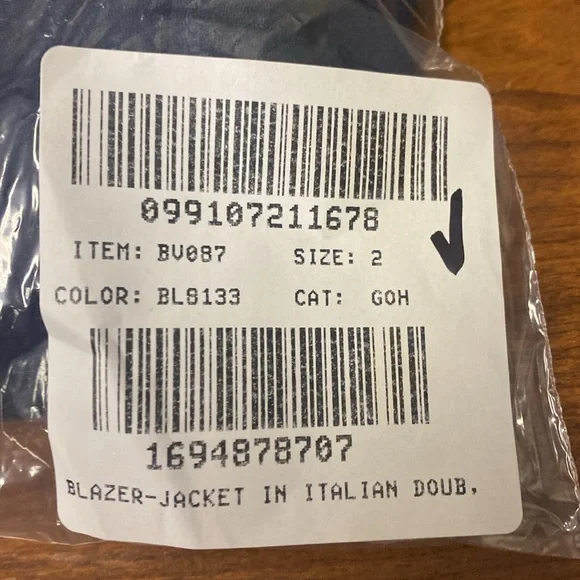 099107211678
ITEM: BV087 SIZE: 2
COLOR: BL8133 CAT: GOH
1694878707
BLAZER-JACKET IN ITALIAN DOUB,